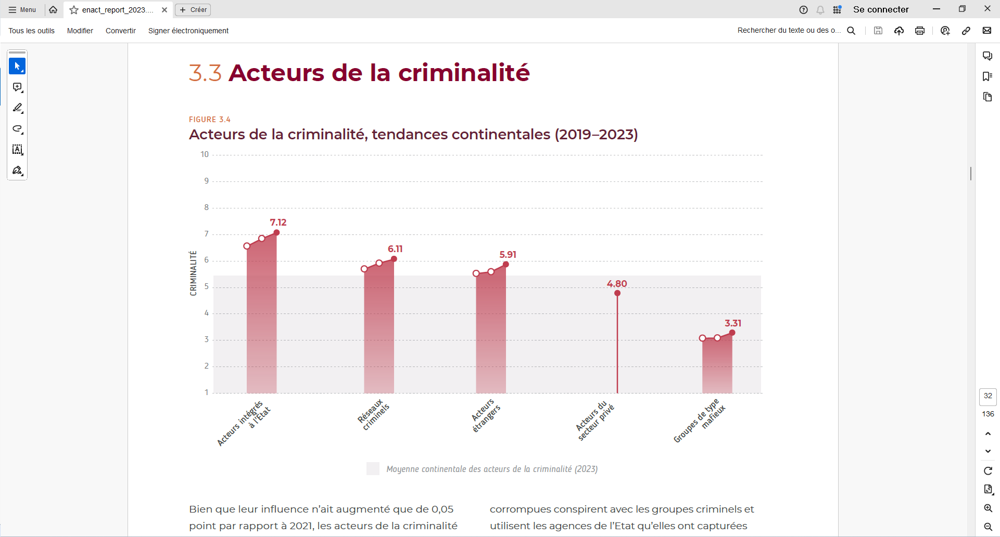 Menu
enact_report_2023....
Créer
Se connecter
Tous les outils
Modifier
Convertir
Signer électroniquement
Rechercher du texte ou des o...
3.3 Acteurs de la criminalité
FIGURE 3.4
Acteurs de la criminalité, tendances continentales (2019–2023)
10
9
8
7
6
5
4
3
2
1
CRIMINALITÉ
7.12
6.11
5.91
4.80
3.31
Acteurs intégrés
à l'État
Réseaux
criminels
Acteurs
étrangers
Acteurs du
secteur privé
Groupes de type
mafieux
Moyenne continentale des acteurs de la criminalité (2023)
Bien que leur influence n’ait augmenté que de 0,05
point par rapport à 2021, les acteurs de la criminalité
corrompues conspirent avec les groupes criminels et
utilisent les agences de l’Etat qu’elles ont capturées
32
136